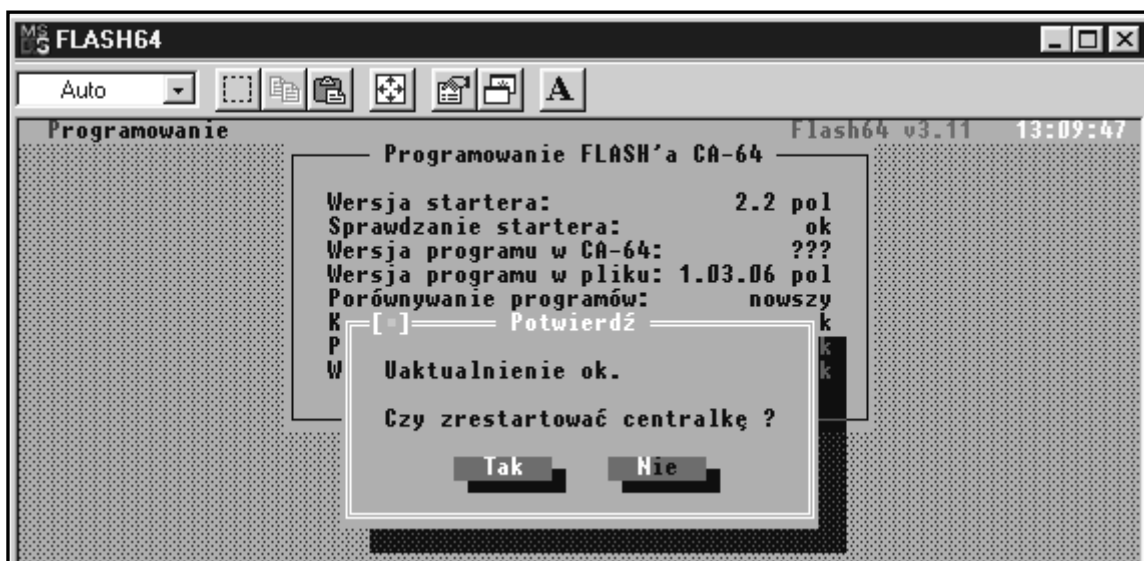 MS DOS FLASH64
Auto
A
Programowanie Flash64 v3.11 13:09:47
Programowanie FLASH'a CA-64
Wersja startera: 2.2 pol
Sprawdzanie startera: ok
Wersja programu w CA-64: ???
Wersja programu w pliku: 1.03.06 pol
Porównywanie programów: nowszy
K k
P k
W k
[▪] Potwierdź
Uaktualnienie ok.
Czy zrestartować centralkę ?
Tak Nie